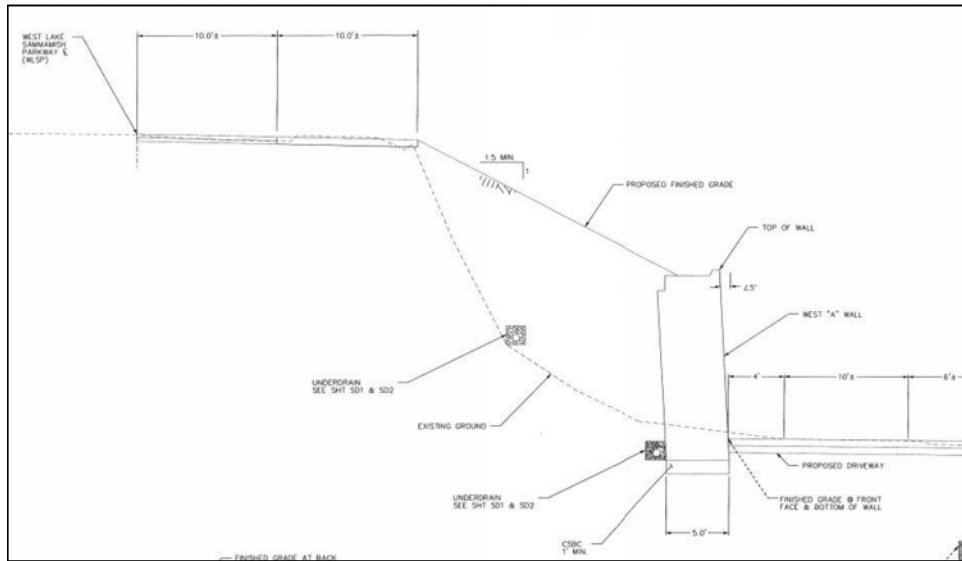 WEST LAKE
SAMMAMISH
PARKWAY E
(WLSP)
10.0'±
10.0'±
1.5 MIN.
1
PROPOSED FINISHED GRADE
TOP OF WALL
WEST "A" WALL
4'
10'±
6'±
UNDERDRAIN
SEE SHT SD1 & SD2
EXISTING GROUND
PROPOSED DRIVEWAY
UNDERDRAIN
SEE SHT SD1 & SD2
FINISHED GRADE @ FRONT
FACE & BOTTOM OF WALL
5.0'
CSBC
1' MIN.
FINISHED GRADE AT BACK